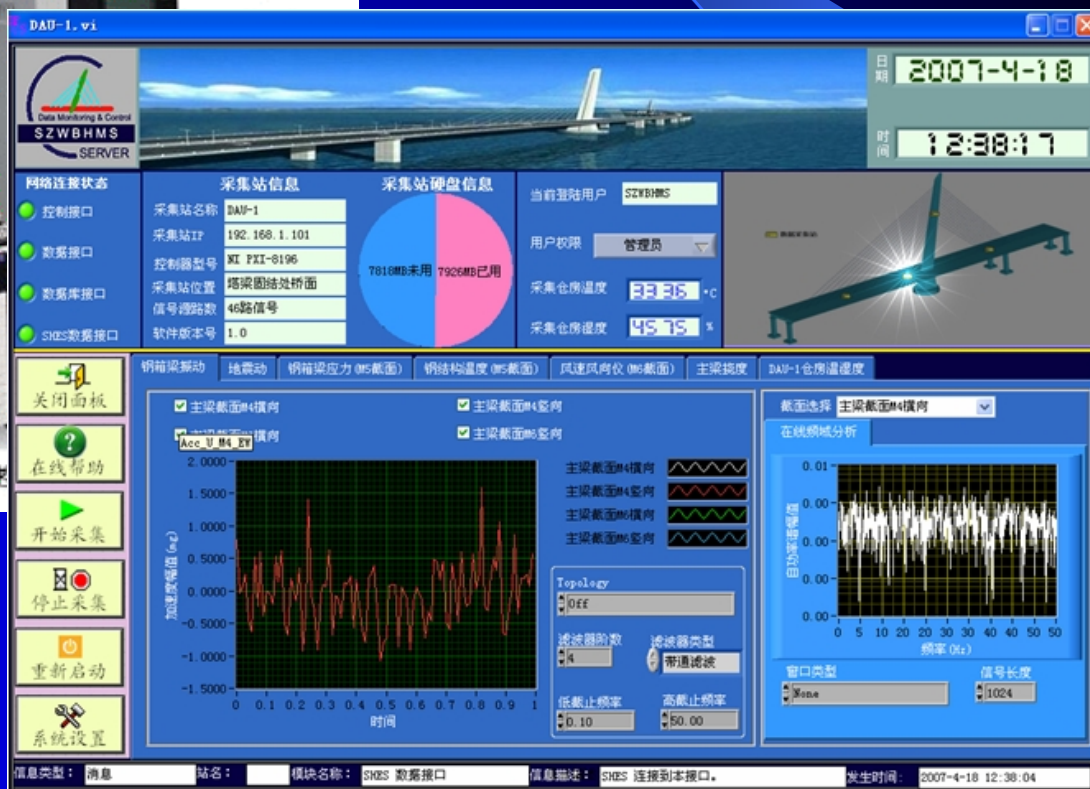 DAU-1.vi
Data Monitoring & Control
SZWBHMS
SERVER
日期
2007-4-18
时间
12:38:17
网络连接状态
控制接口
数据接口
数据库接口
SHES数据接口
采集站信息
采集站名称 DAU-1
采集站IP 192.168.1.101
控制器型号 NI PXI-8196
采集站位置 塔梁固结处桥面
信号通路数 46路信号
软件版本号 1.0
采集站硬盘信息
7818MB未用 7926MB已用
当前登陆用户 SZWBHMS
用户权限 管理员
采集仓房温度 33.36 °C
采集仓房湿度 45.75 %
关闭面板
在线帮助
开始采集
停止采集
重新启动
系统设置
钢箱梁振动 地震动 钢箱梁应力(M5截面) 钢结构温度(M5截面) 风速风向仪(M6截面) 主梁挠度 DAU-1仓房温湿度
主梁截面M4横向 主梁截面M4竖向
横向 主梁截面M6竖向
Acc_U_M4_EW
加速度幅值(mg)
2.0000
1.5000
1.0000
0.5000
0.0000
-0.5000
-1.0000
-1.5000
0 0.1 0.2 0.3 0.4 0.5 0.6 0.7 0.8 0.9 1
时间
主梁截面M4横向
主梁截面M4竖向
主梁截面M6横向
主梁截面M6竖向
Topology
Off
滤波器阶数 滤波器类型
4 带通滤波
低截止频率 高截止频率
0.10 50.00
截面选择 主梁截面M4横向
在线频域分析
自功率谱幅值
0.01
0.00
0.00
0.00
0.00
0 5 10 20 20 30 30 40 40 50 50
频率(Hz)
窗口类型 信号长度
None 1024
信息类型： 消息 站名： 模块名称： SHES 数据接口 信息描述： SHES 连接到本接口。 发生时间: 2007-4-18 12:38:04